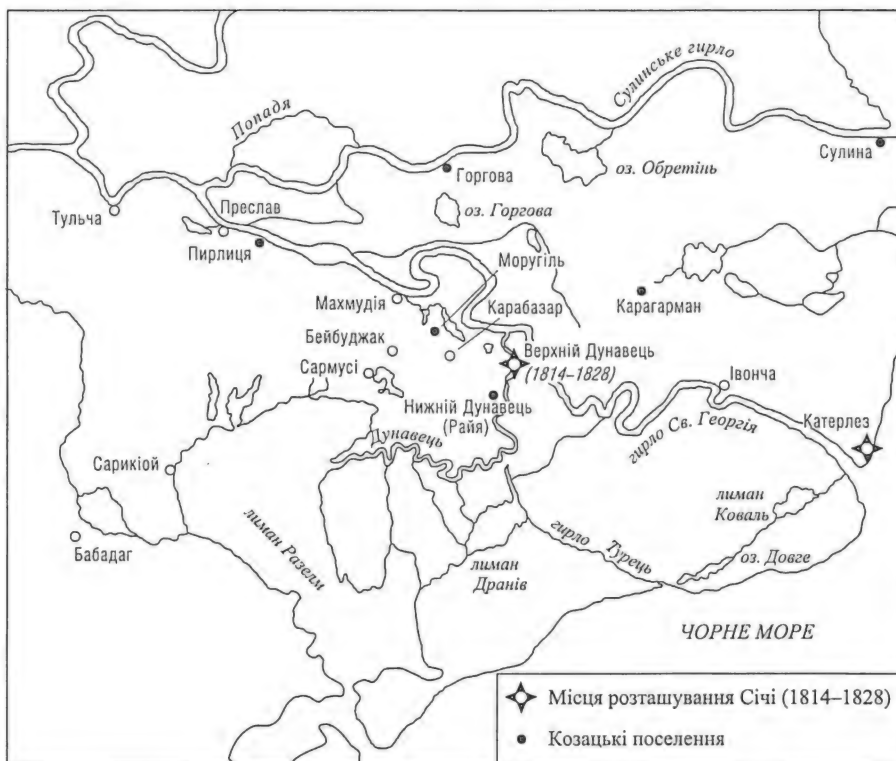 Сулинське гирло
Попадя
Сулина
Горгова
оз. Обретінь
Тульча
Преслав
оз. Горгова
Пирлиця
Моругіль
Махмудія
Карабазар
Карагарман
Бейбуджак
Верхній Дунавець
(1814–1828)
Сармусі
Івонча
Нижній Дунавець
(Райя)
Катерлез
Дунавець
гирло Св. Георгія
Сарикіой
лиман
Коваль
лиман Разелм
гирло Турець
оз. Довге
Бабадаг
лиман
Дранів
ЧОРНЕ МОРЕ
Місця розташування Січі (1814–1828)
Козацькі поселення